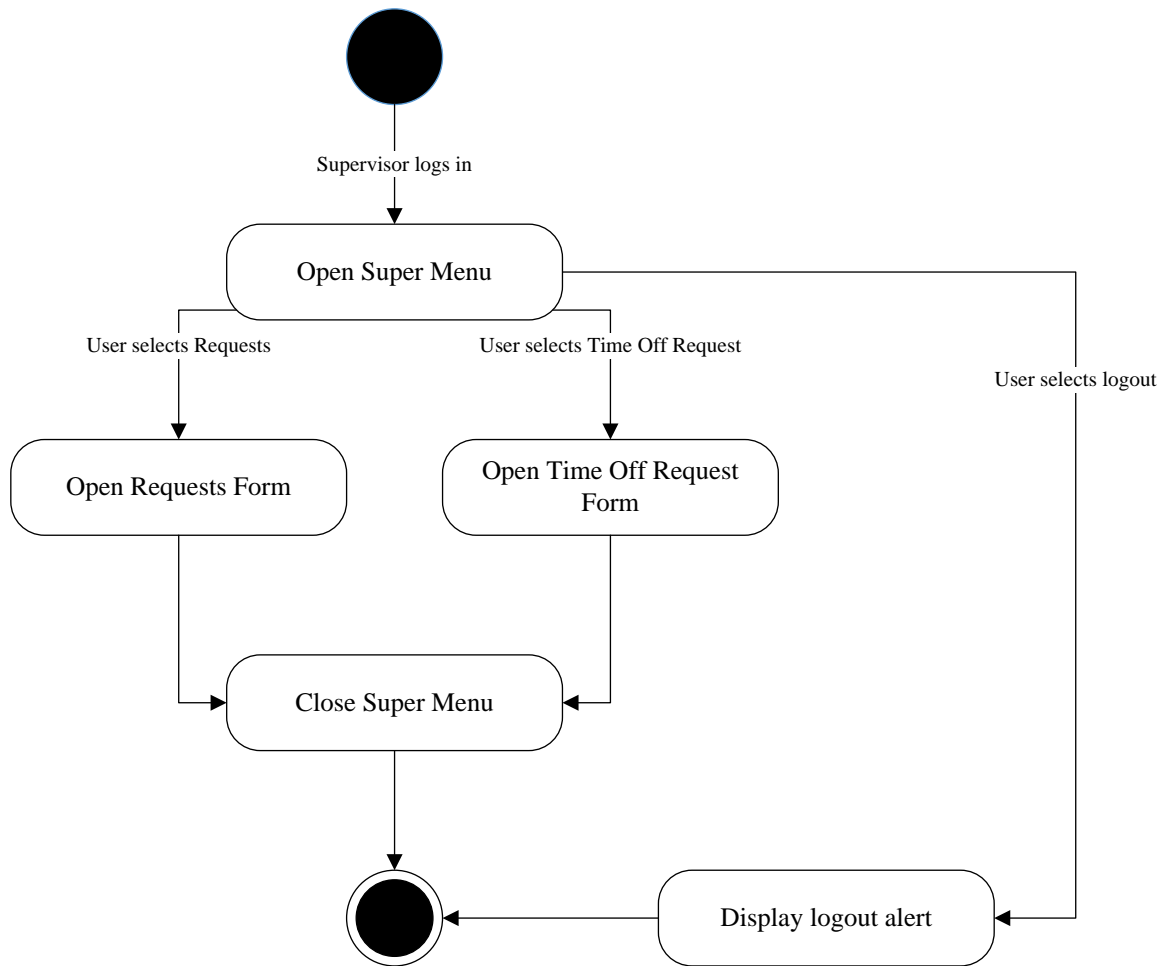 Supervisor logs in
Open Super Menu
User selects Requests
User selects Time Off Request
User selects logout
Open Requests Form
Open Time Off Request
Form
Close Super Menu
Display logout alert